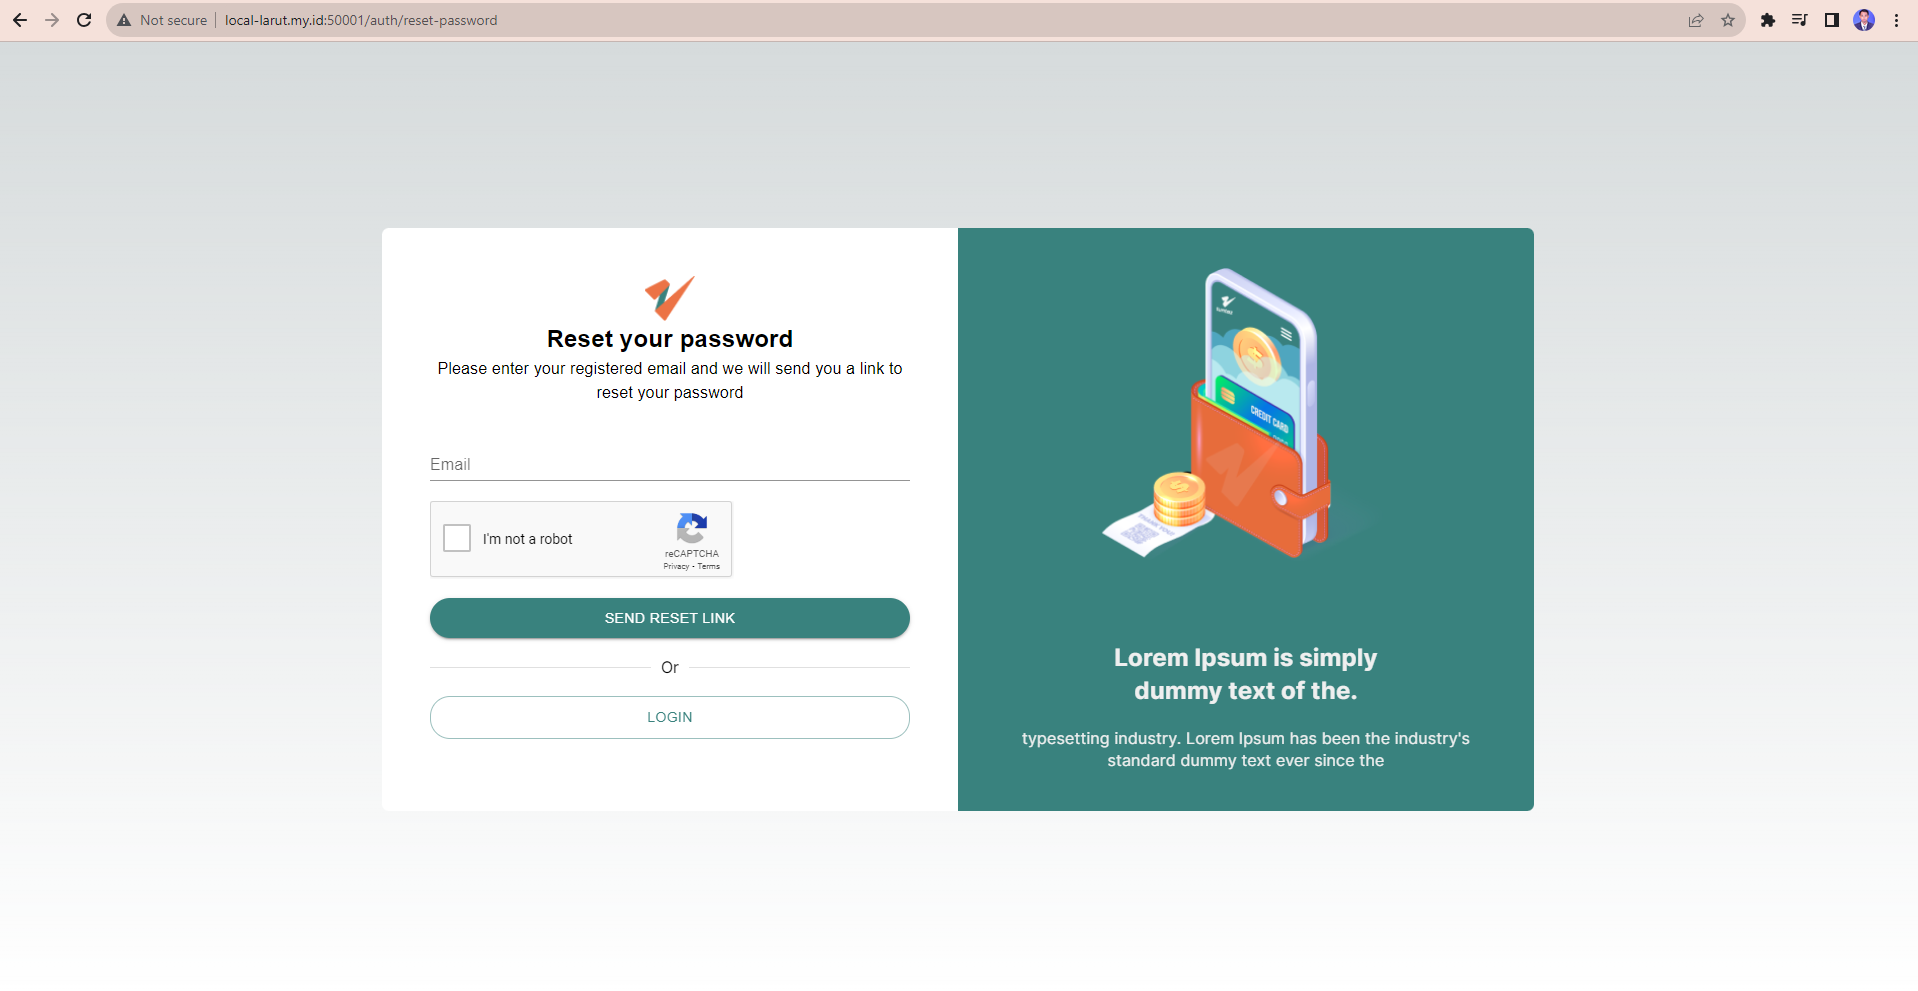 Not secure
local-larut.my.id:50001/auth/reset-password
Reset your password
Please enter your registered email and we will send you a link to
reset your password
Email
I'm not a robot
reCAPTCHA
Privacy - Terms
SEND RESET LINK
Or
LOGIN
CREDIT CARD
THANK YOU
Lorem Ipsum is simply
dummy text of the.
typesetting industry. Lorem Ipsum has been the industry's
standard dummy text ever since the